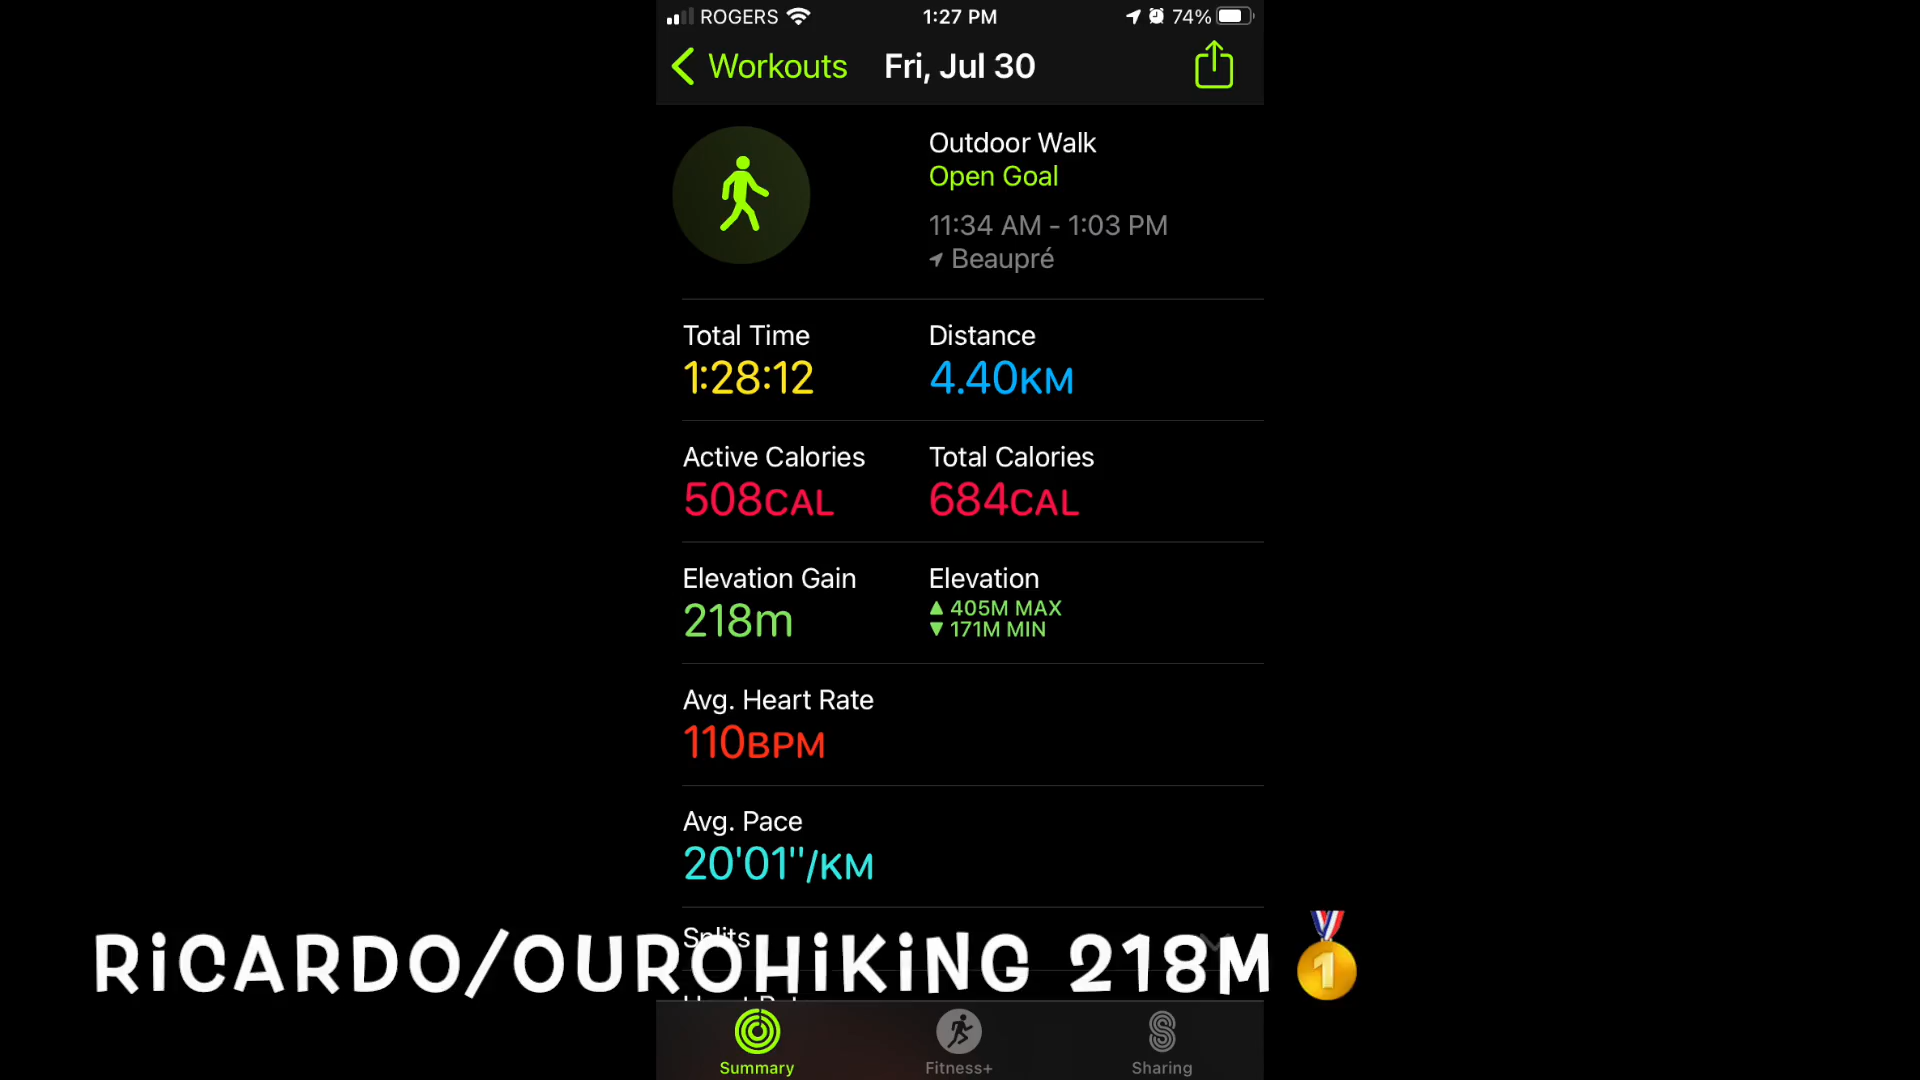 ROGERS 1:27 PM 74%
Workouts Fri, Jul 30
Outdoor Walk
Open Goal
11:34 AM - 1:03 PM
Beaupré
Total Time Distance
1:28:12 4.40KM
Active Calories Total Calories
508CAL 684CAL
Elevation Gain Elevation
218m 405M MAX
171M MIN
Avg. Heart Rate
110BPM
Avg. Pace
20'01"/KM
Splits
RiCARDO/OUROHiKiNG 218M 1
Summary Fitness+ Sharing